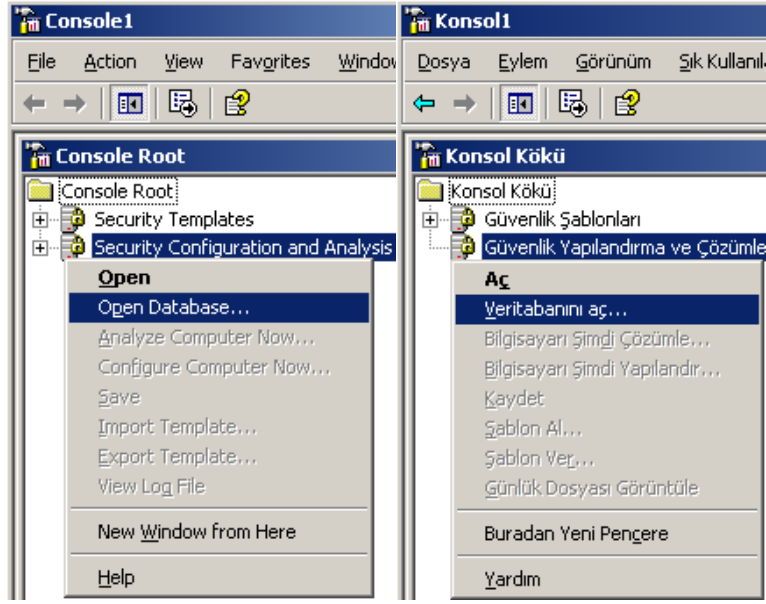 Console1
File Action View Favorites
Console Root
Console Root
Security Templates
Security Configuration and Analysis
Open
Open Database...
Analyze Computer Now...
Configure Computer Now...
Save
Import Template...
Export Template...
View Log File
New Window from Here
Help
Konsol1
Dosya Eylem Görünüm Sık
Konsol Kökü
Konsol Kökü
Güvenlik Şablonları
Güvenlik Yapılandırma ve
Aç
Veritabanını aç...
Bilgisayarı Şimdi Çözümle...
Bilgisayarı Şimdi Yapılandır...
Kaydet
Şablon Al...
Şablon Ver...
Günlük Dosyası Görüntüle
Buradan Yeni Pencere
Yardım